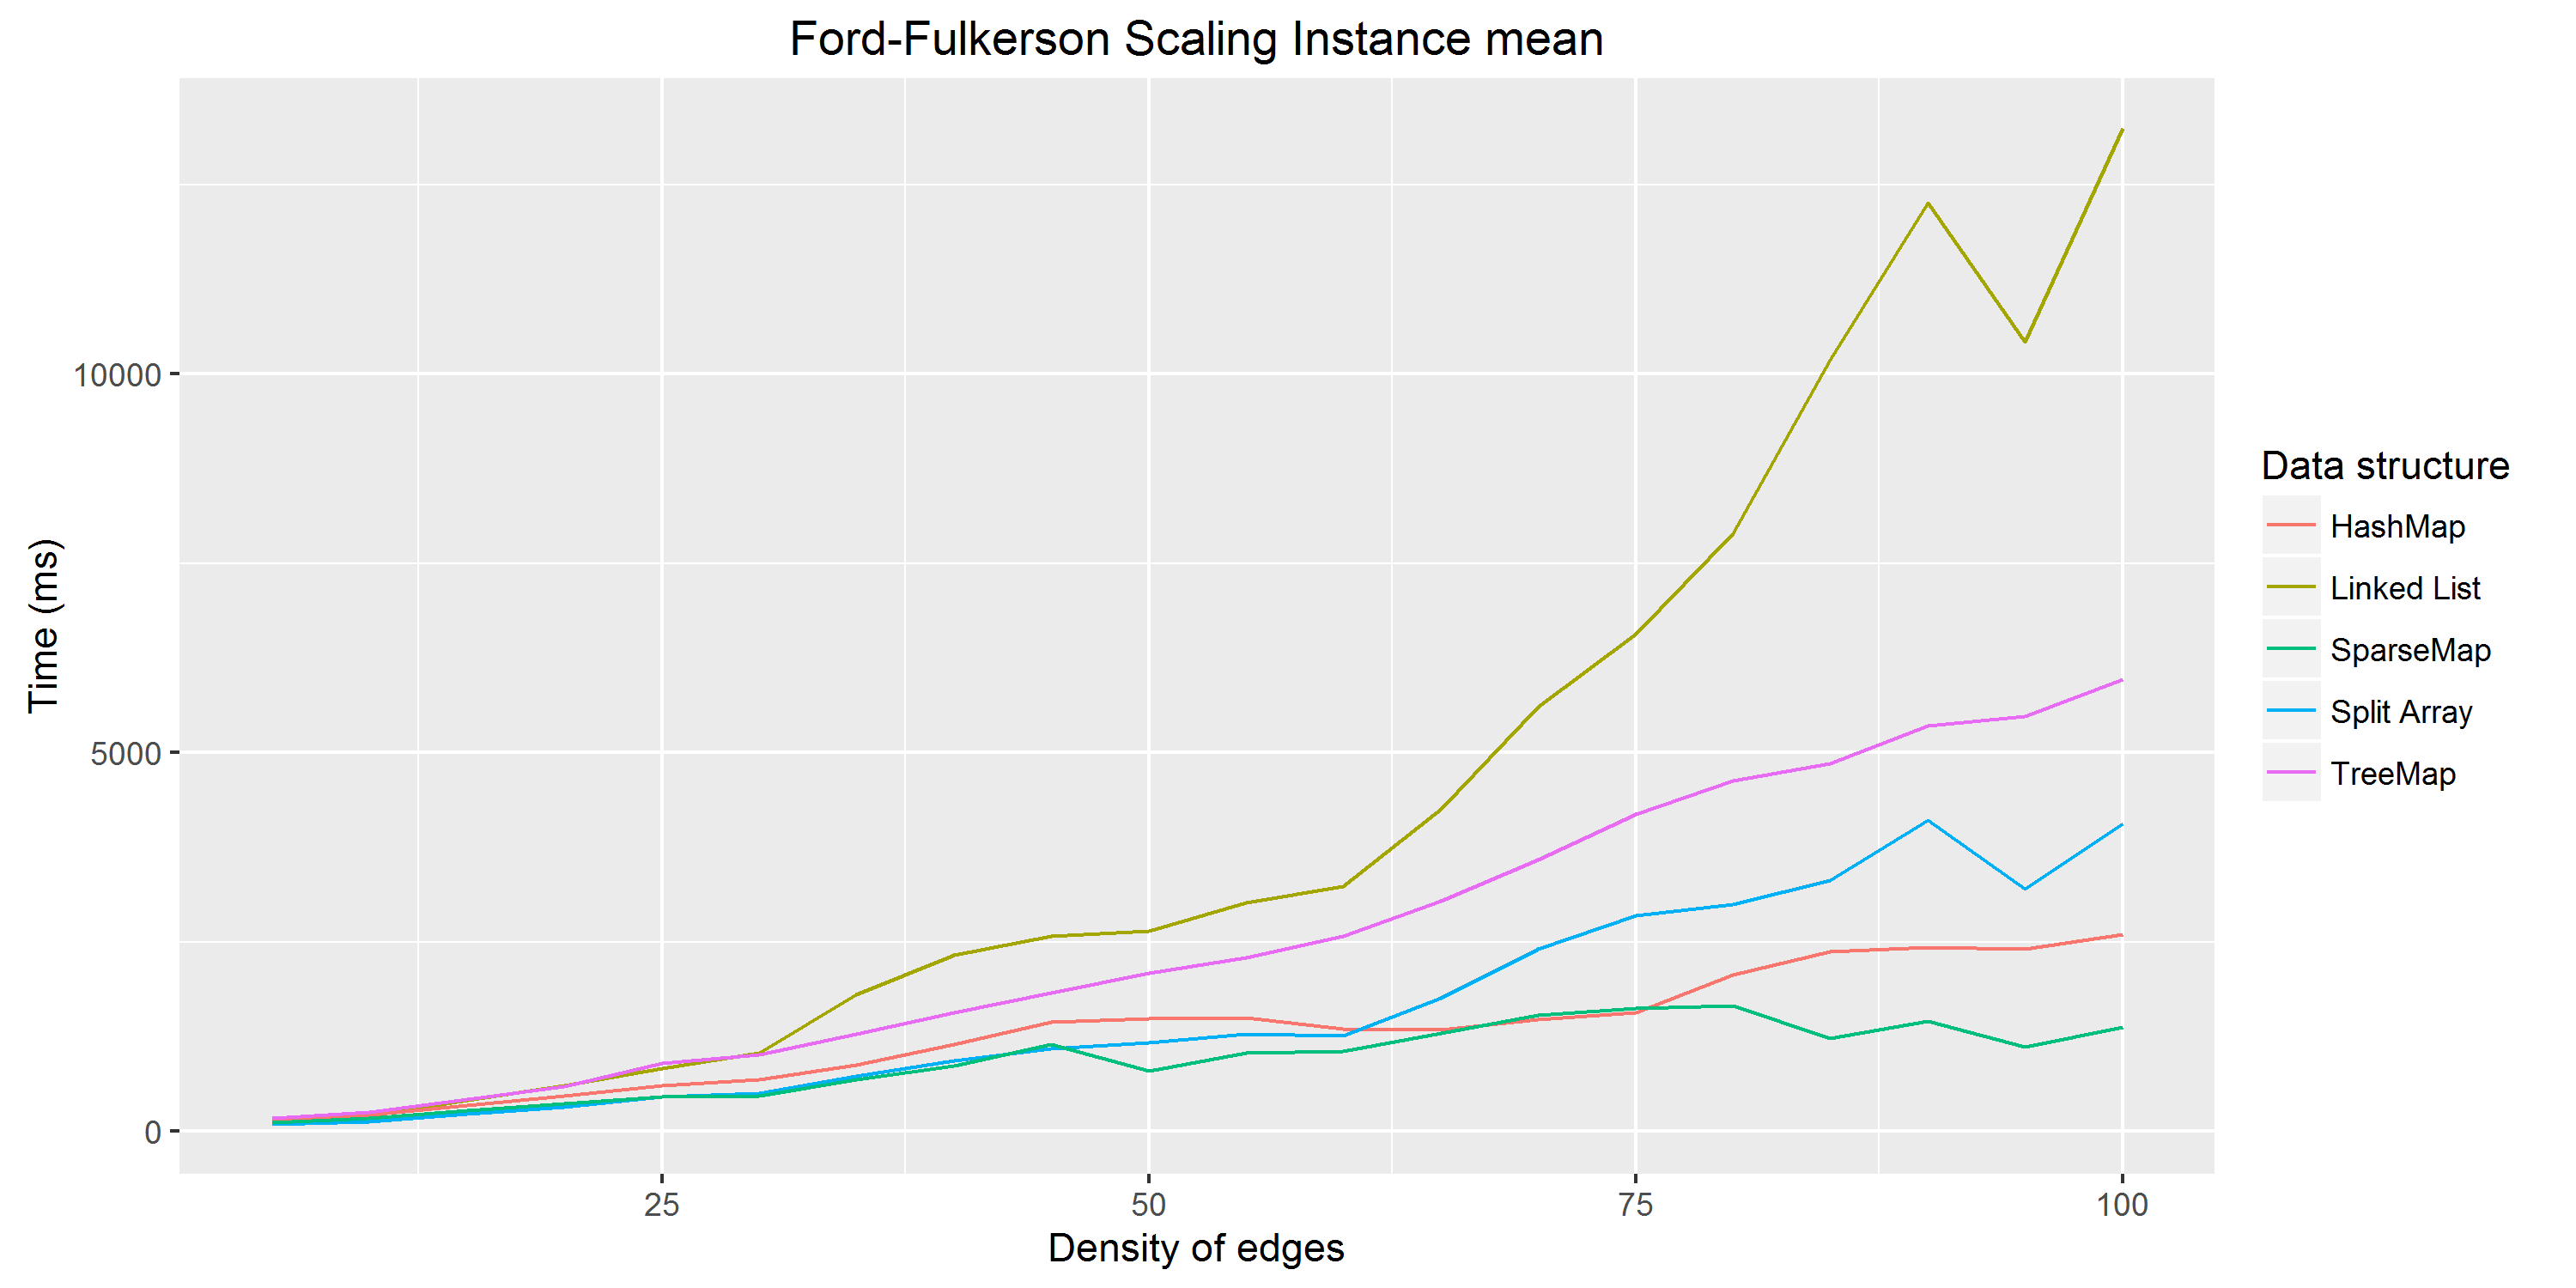 Ford-Fulkerson Scaling Instance mean
10000
5000
0
Time (ms)
25
50
75
100
Density of edges
Data structure
HashMap
Linked List
SparseMap
Split Array
TreeMap